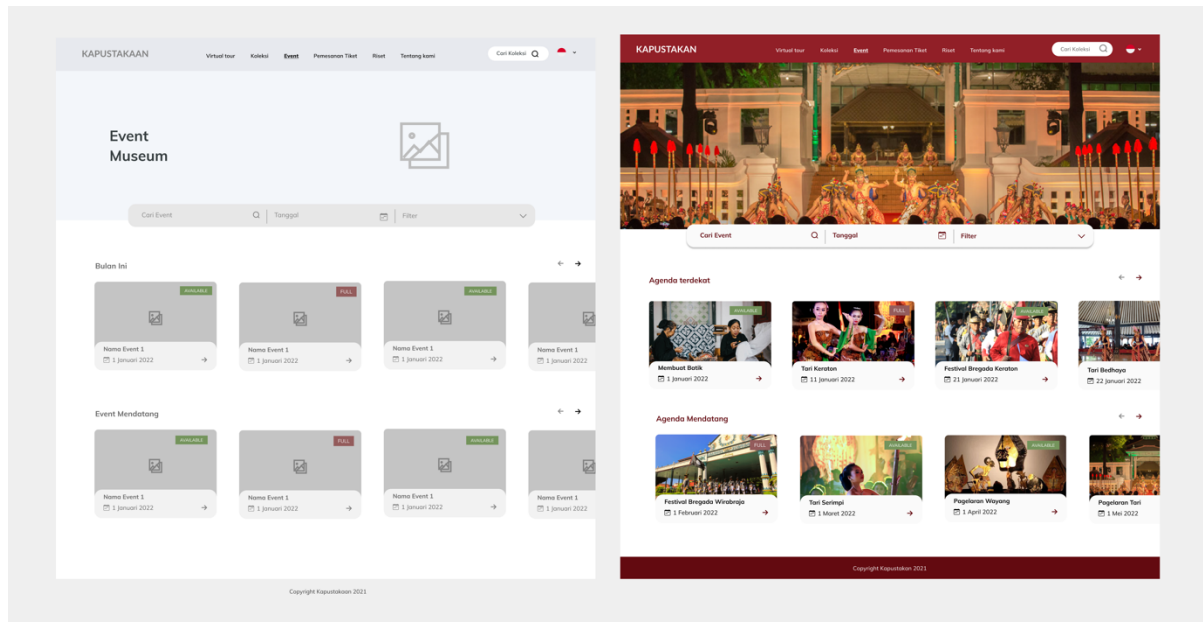 KAPUSTAKAAN
Virtual tour Koleksi Event Pemesanan Tiket Riset Tentang kami
Cari Koleksi
Event
Museum
Cari Event Tanggal Filter
Bulan Ini
AVAILABLE FULL AVAILABLE
Nama Event 1 Nama Event 1 Nama Event 1 Nama Event 1
1 Januari 2022 1 Januari 2022 1 Januari 2022 1 Januari 2022
Event Mendatang
AVAILABLE FULL AVAILABLE
Nama Event 1 Nama Event 1 Nama Event 1 Nama Event 1
1 Januari 2022 1 Januari 2022 1 Januari 2022 1 Januari 2022
Copyright Kapustakaan 2021
KAPUSTAKAN
Virtual tour Koleksi Event Pemesanan Tiket Riset Tentang kami
Cari Koleksi
Cari Event Tanggal Filter
Agenda terdekat
AVAILABLE FULL AVAILABLE
Membuat Batik Tari Keraton Festival Bregada Keraton Tari Bedhaya
1 Januari 2022 11 Januari 2022 21 Januari 2022 22 Januari 2022
Agenda Mendatang
FULL AVAILABLE AVAILABLE
Festival Bregada Wirabraja Tari Serimpi Pagelaran Wayang Pagelaran Tari
1 Februari 2022 1 Maret 2022 1 April 2022 1 Mei 2022
Copyright Kapustakan 2021